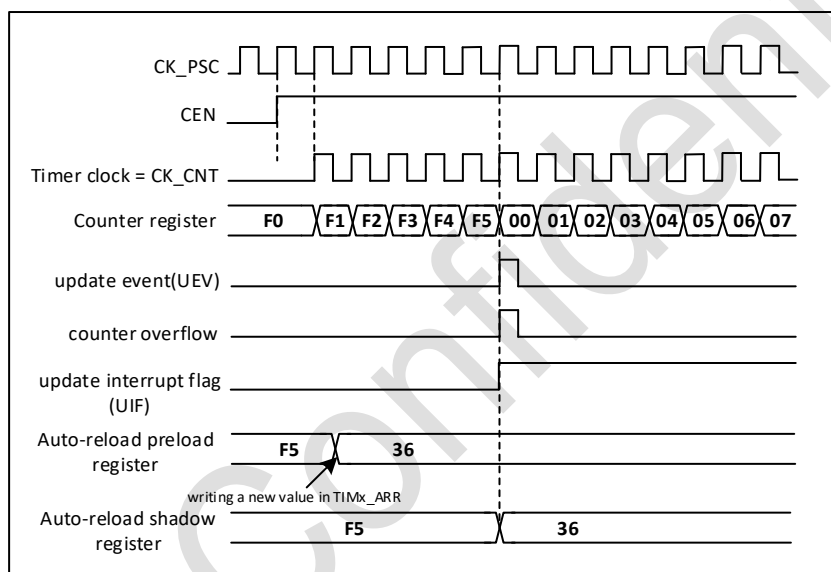 CK_PSC
CEN
Timer clock = CK_CNT
Counter register F0 F1 F2 F3 F4 F5 00 01 02 03 04 05 06 07
update event(UEV)
counter overflow
update interrupt flag
(UIF)
Auto-reload preload
register
F5 36
writing a new value in TIMx_ARR
Auto-reload shadow
register
F5 36
Confiden